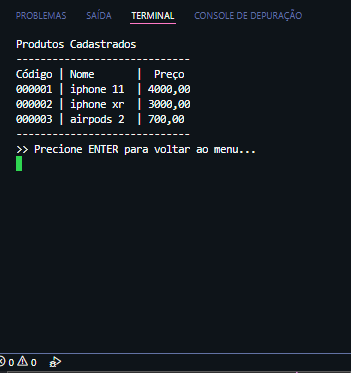 PROBLEMAS SAÍDA TERMINAL CONSOLE DE DEPURAÇÃO
Produtos Cadastrados
-----------------------------
Código | Nome       |  Preço
000001 | iphone 11  | 4000,00
000002 | iphone xr  | 3000,00
000003 | airpods 2  | 700,00
-----------------------------
>> Precione ENTER para voltar ao menu...
0 0